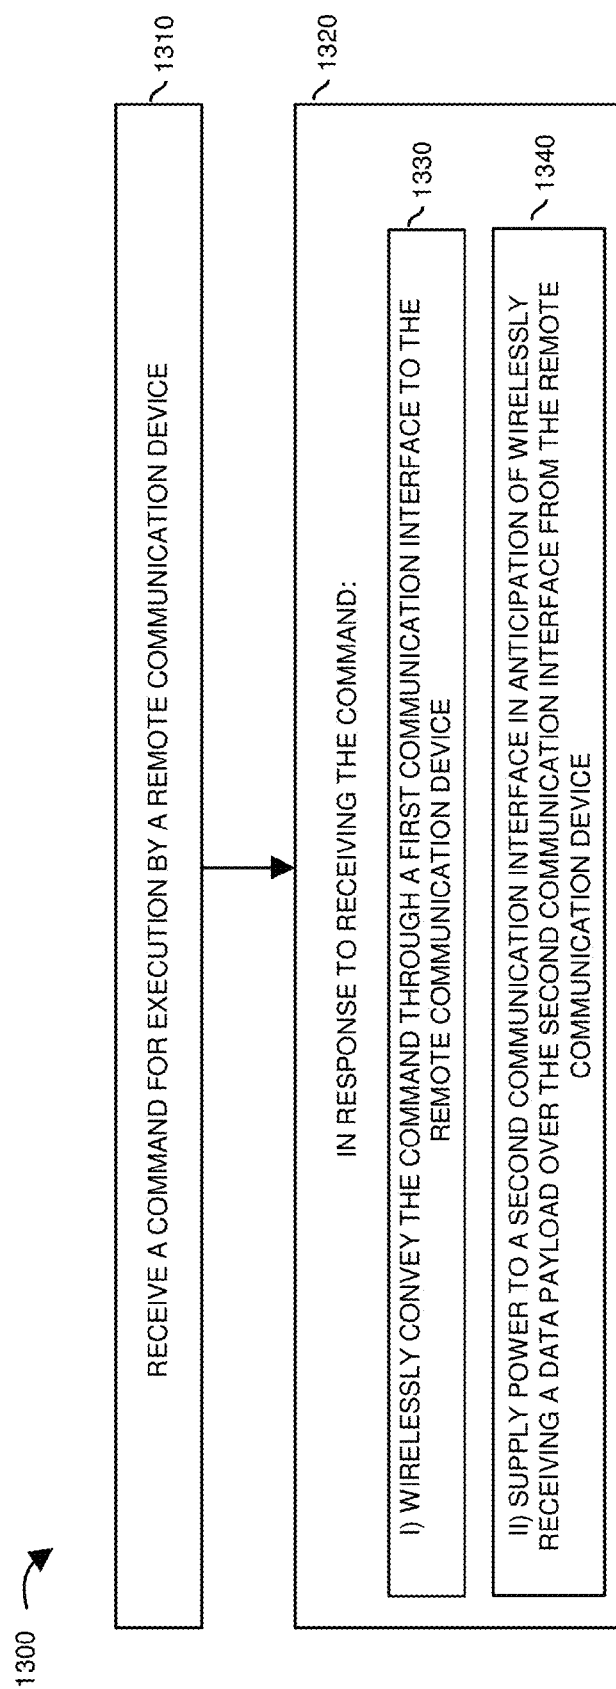 1300
RECEIVE A COMMAND FOR EXECUTION BY A REMOTE COMMUNICATION DEVICE
1310
1320
IN RESPONSE TO RECEIVING THE COMMAND:
I) WIRELESSLY CONVEY THE COMMAND THROUGH A FIRST COMMUNICATION INTERFACE TO THE
REMOTE COMMUNICATION DEVICE
1330
II) SUPPLY POWER TO A SECOND COMMUNICATION INTERFACE IN ANTICIPATION OF WIRELESSLY
RECEIVING A DATA PAYLOAD OVER THE SECOND COMMUNICATION INTERFACE FROM THE REMOTE
COMMUNICATION DEVICE
1340